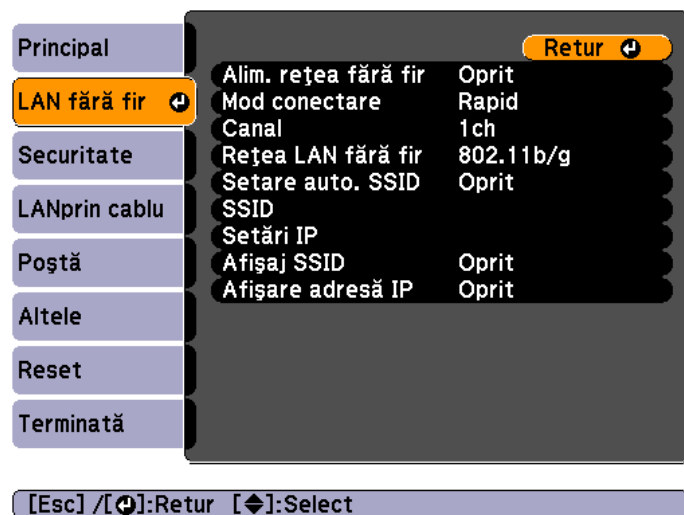 Principal
LAN fără fir
Securitate
LANprin cablu
Poştă
Altele
Reset
Terminată
Retur
Alim. reţea fără fir Oprit
Mod conectare Rapid
Canal 1ch
Reţea LAN fără fir 802.11b/g
Setare auto. SSID Oprit
SSID
Setări IP
Afişaj SSID Oprit
Afişare adresă IP Oprit
[Esc] /[⏎]:Retur [◆]:Select